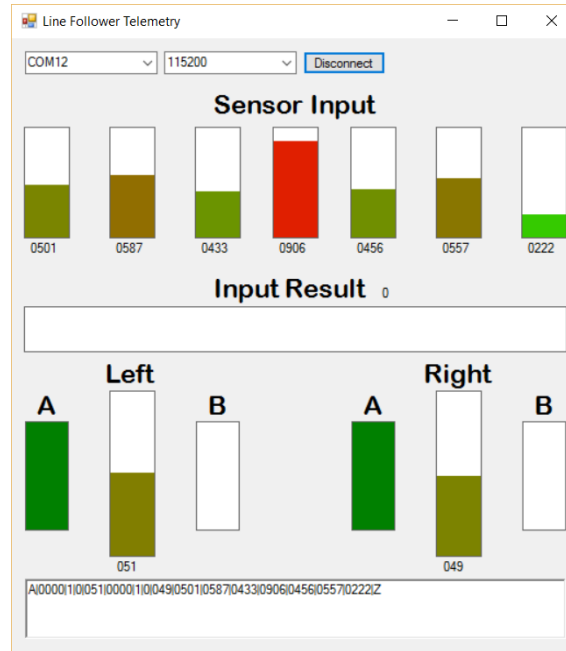 Line Follower Telemetry
COM12 115200 Disconnect
Sensor Input
0501 0587 0433 0906 0456 0557 0222
Input Result 0
Left Right
A B A B
051 049
A|0000|1|0|051|0000|1|0|049|0501|0587|0433|0906|0456|0557|0222|Z